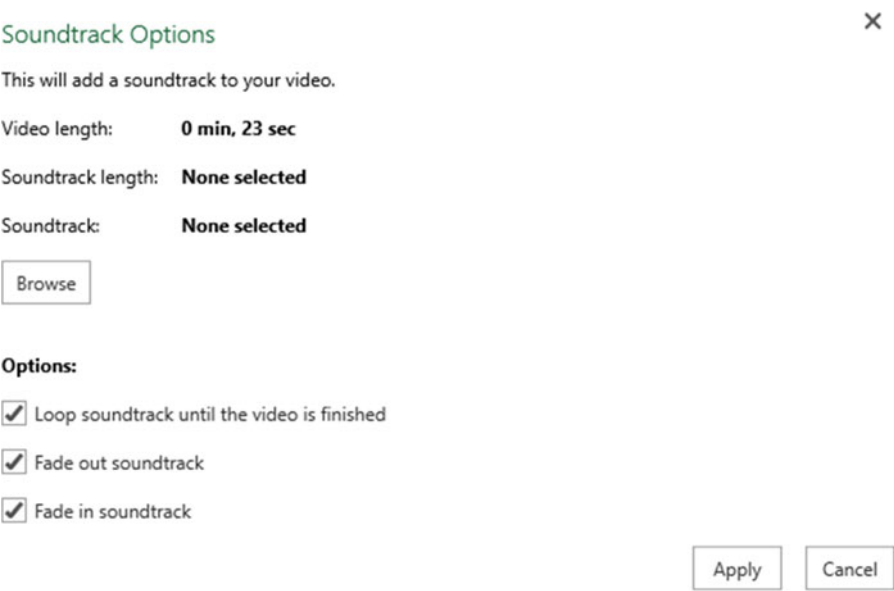 Soundtrack Options
This will add a soundtrack to your video.
Video length: 0 min, 23 sec
Soundtrack length: None selected
Soundtrack: None selected
Browse
Options:
Loop soundtrack until the video is finished
Fade out soundtrack
Fade in soundtrack
Apply Cancel